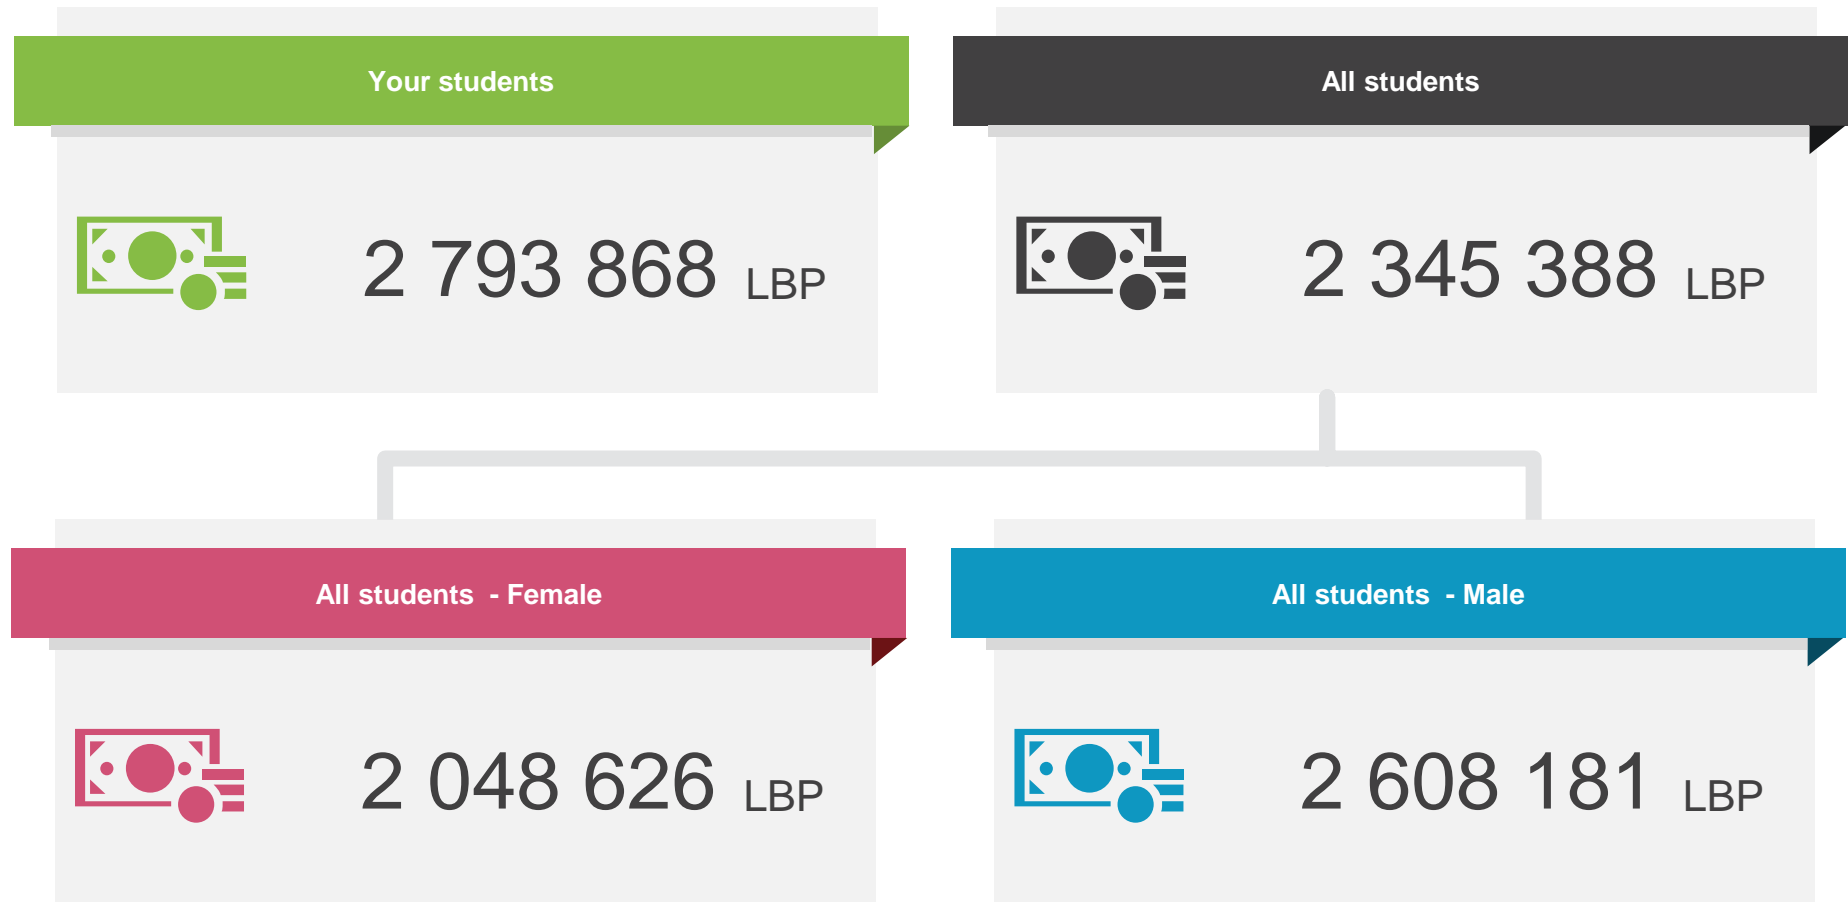 Your students
2 793 868 LBP
All students
2 345 388 LBP
All students - Female
2 048 626 LBP
All students - Male
2 608 181 LBP